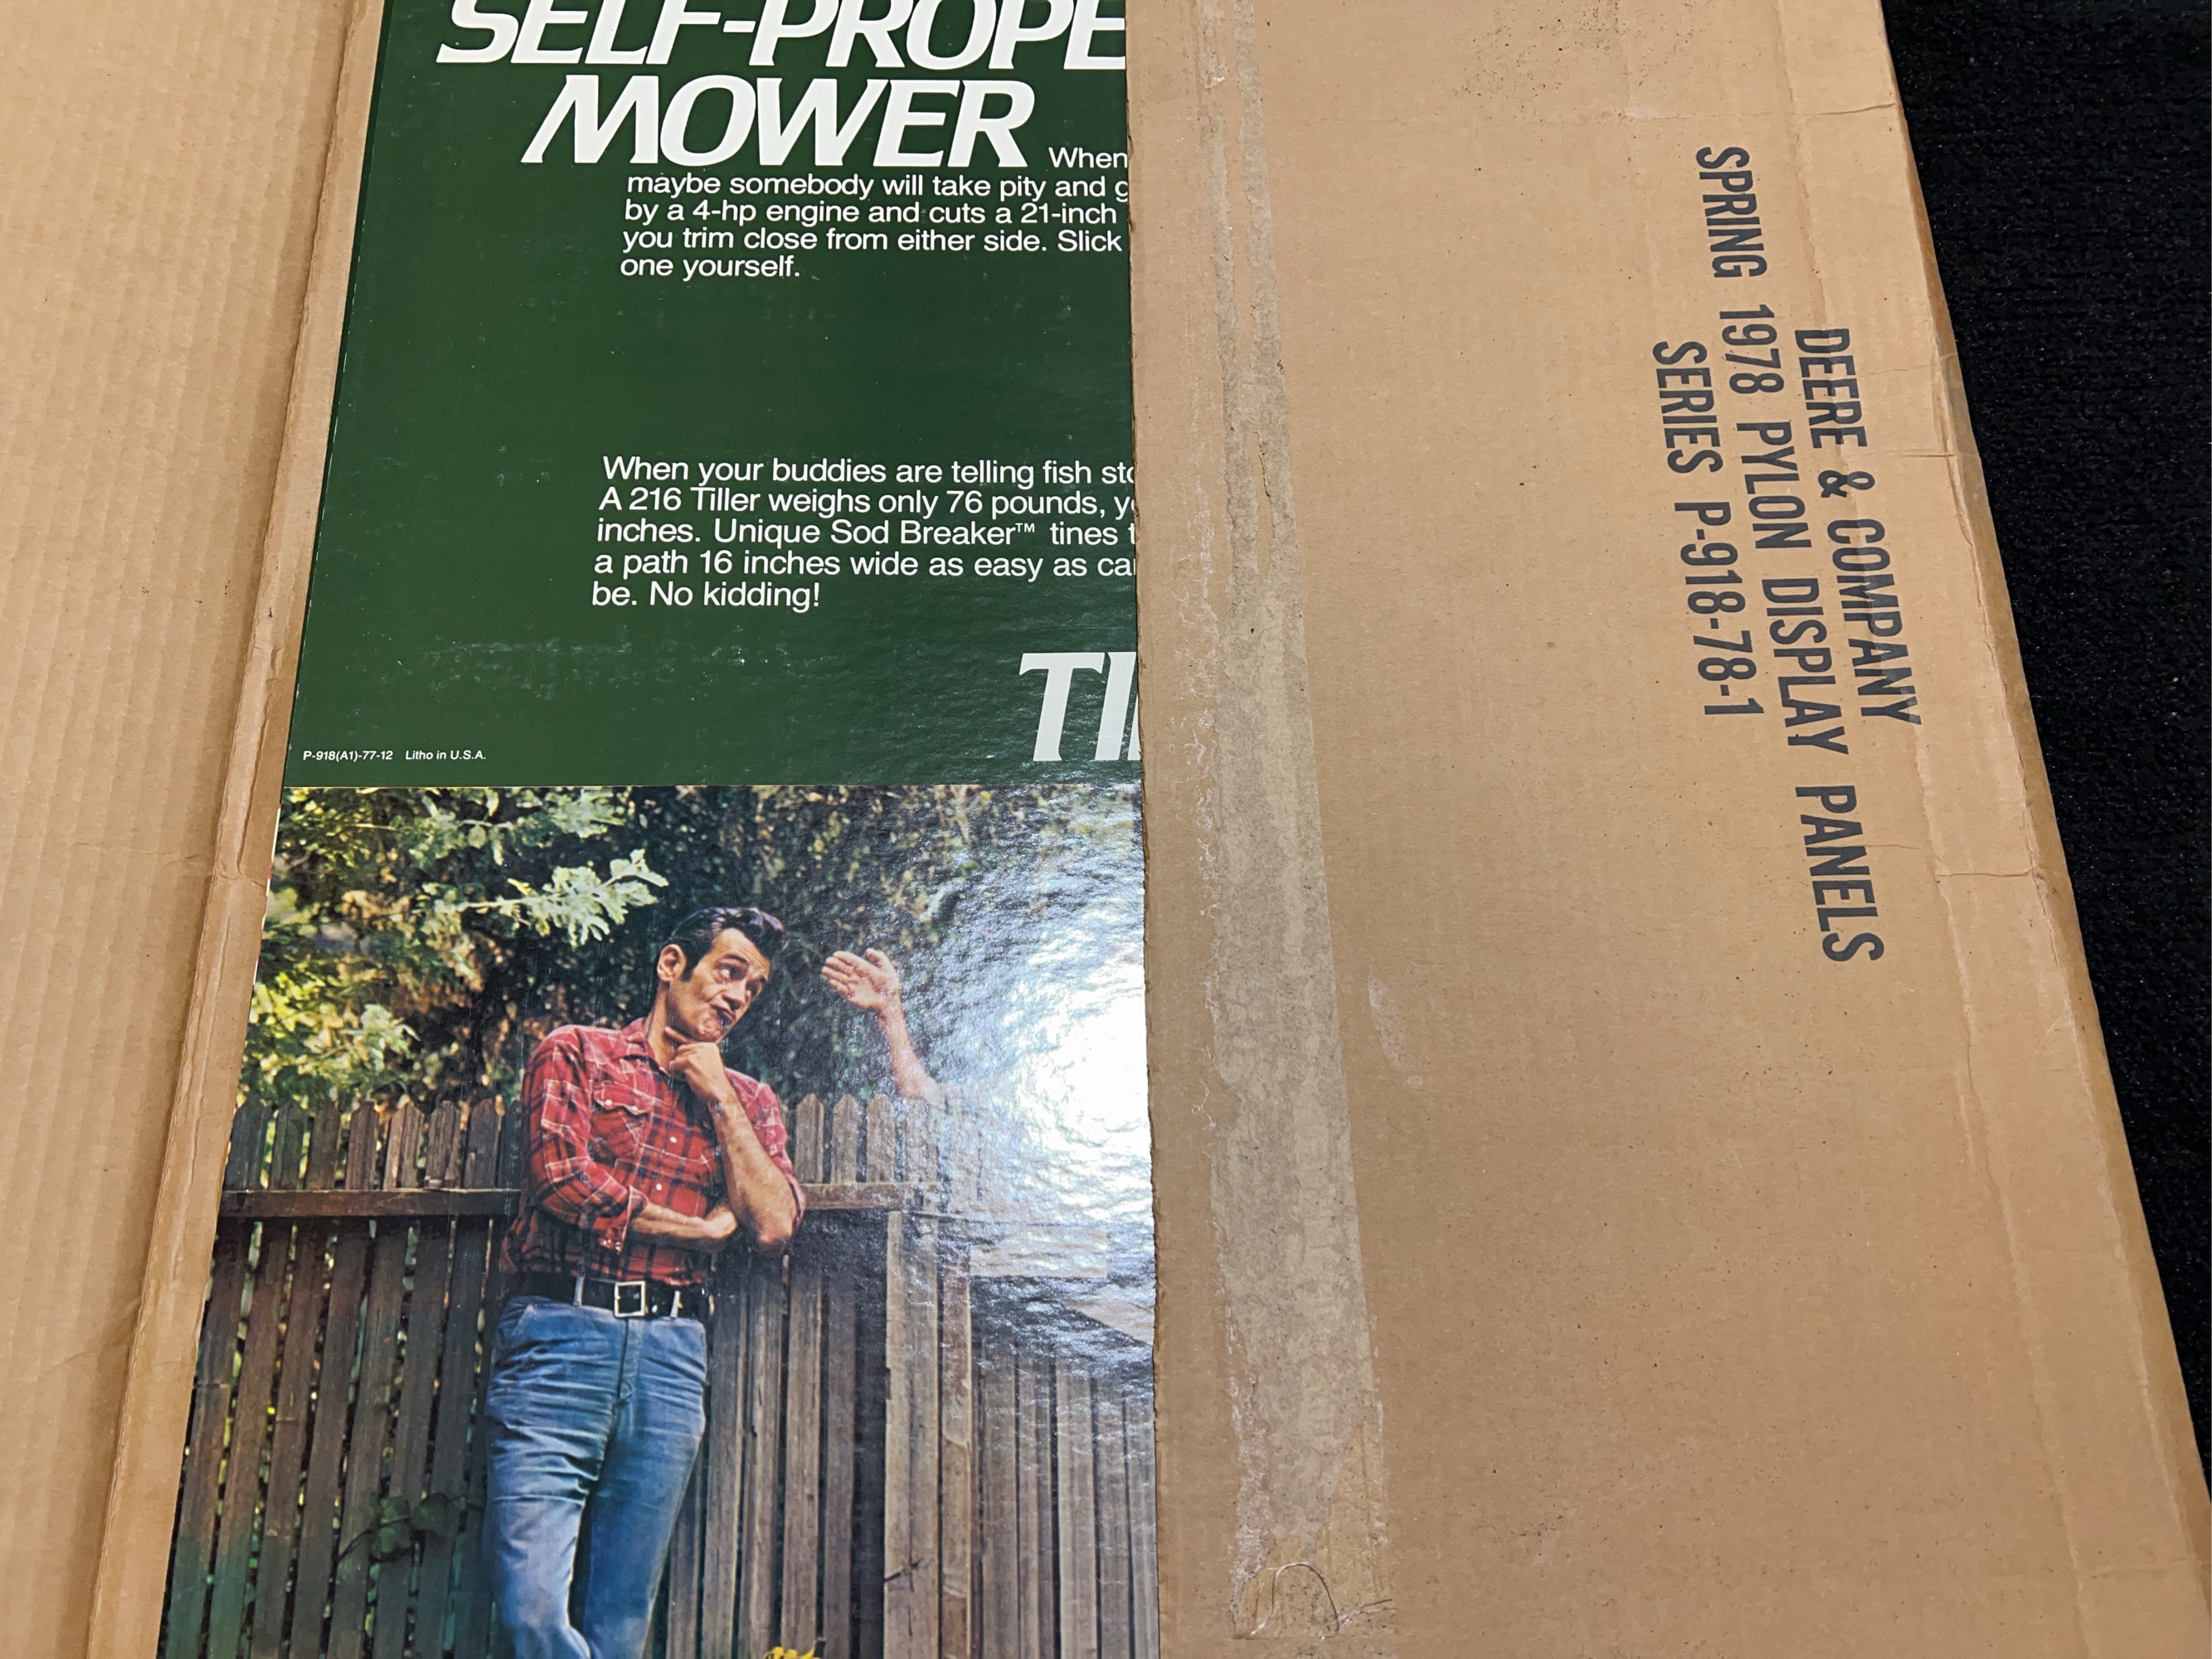 SELF-PROPE
MOWER When
maybe somebody will take pity and g
by a 4-hp engine and cuts a 21-inch
you trim close from either side. Slick
one yourself.
When your buddies are telling fish sto
A 216 Tiller weighs only 76 pounds, yo
inches. Unique Sod Breaker™ tines t
a path 16 inches wide as easy as ca
be. No kidding!
TI
P-918(A1)-77-12 Litho in U.S.A.
DEERE & COMPANY
SPRING 1978 PYLON DISPLAY PANELS
SERIES P-918-78-1